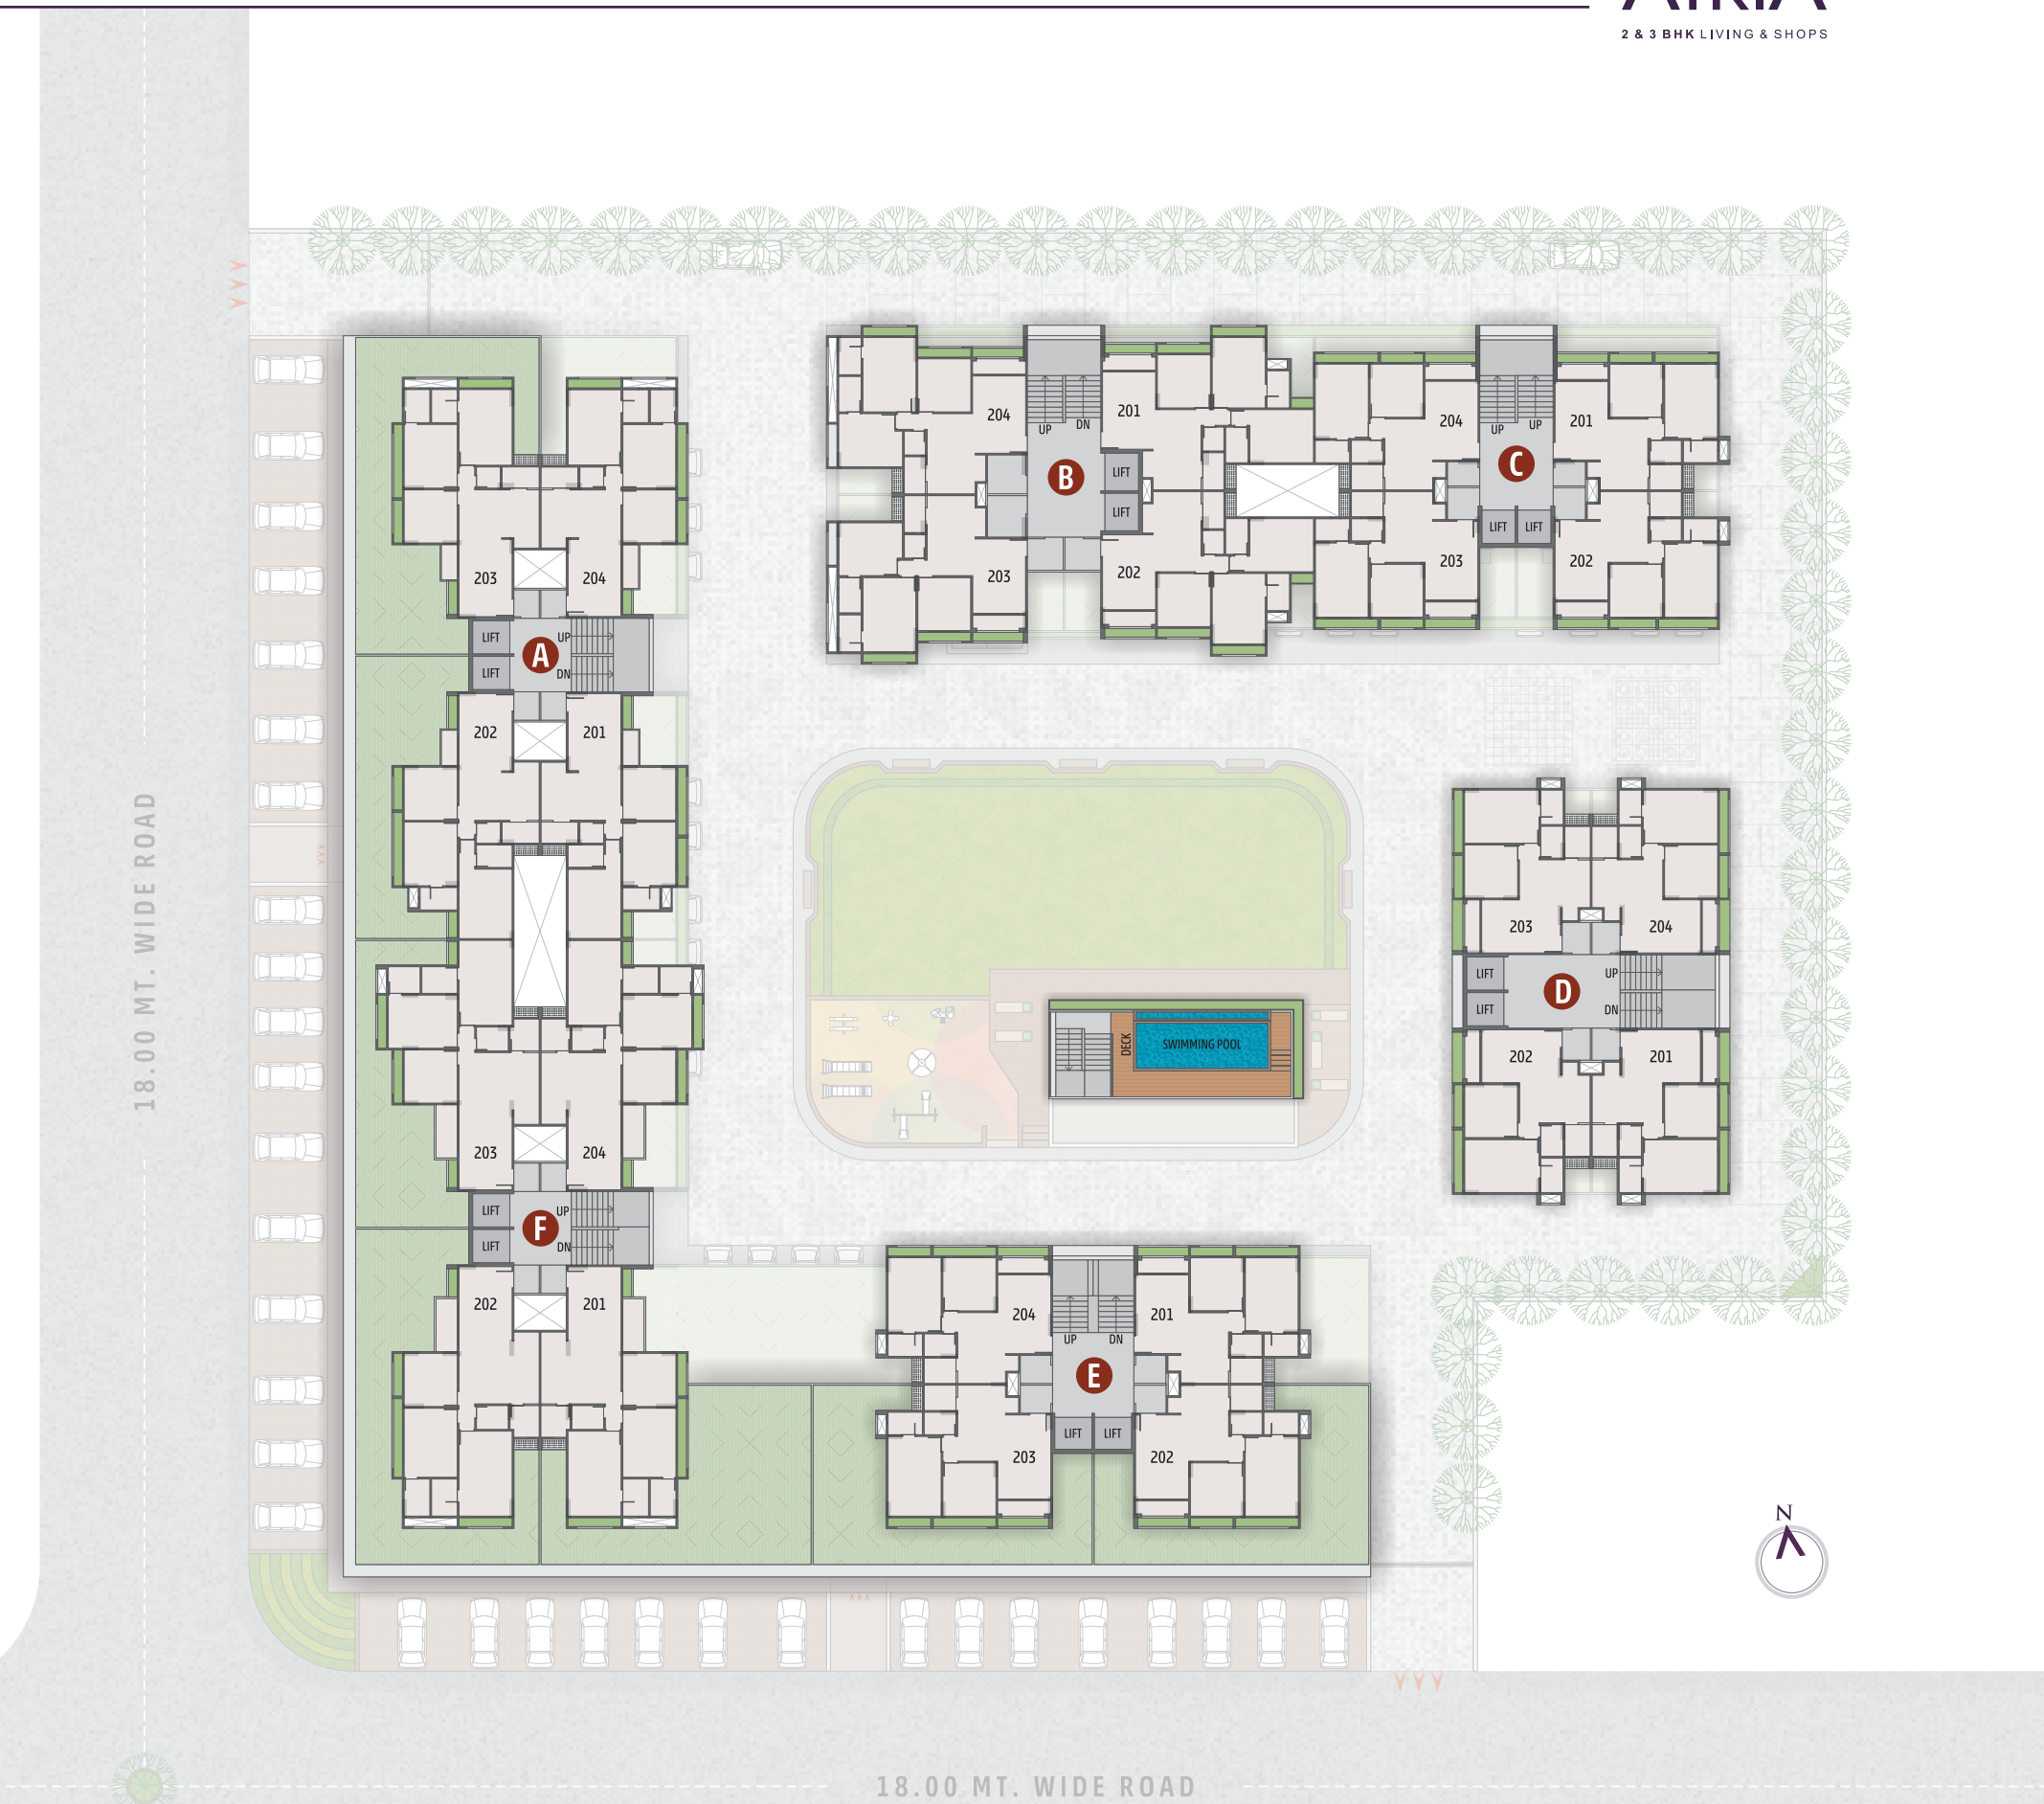 2 & 3 BHK LIVING & SHOPS
204
201
UP
DN
B
LIFT
LIFT
203
202
204
201
UP
UP
C
LIFT
LIFT
203
202
203
204
LIFT
UP
A
LIFT
DN
202
201
18.00 MT. WIDE ROAD
203
204
LIFT
UP
D
LIFT
DN
202
201
DECK
SWIMMING POOL
203
204
LIFT
UP
F
LIFT
DN
202
201
204
201
UP
DN
E
LIFT
LIFT
203
202
N
18.00 MT. WIDE ROAD